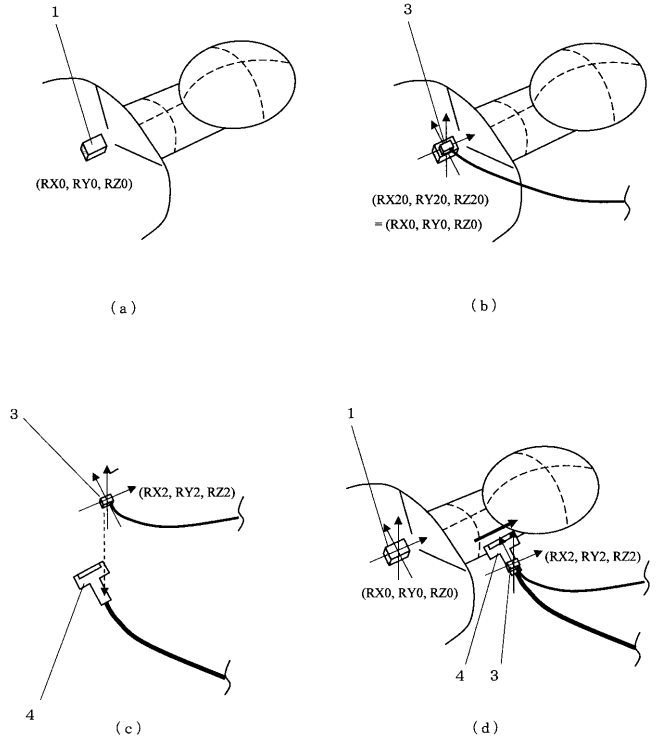 1
(RX0, RY0, RZ0)
(a)
3
(RX20, RY20, RZ20)
= (RX0, RY0, RZ0)
(b)
3
(RX2, RY2, RZ2)
4
(c)
1
(RX2, RY2, RZ2)
(RX0, RY0, RZ0)
4 3
(d)